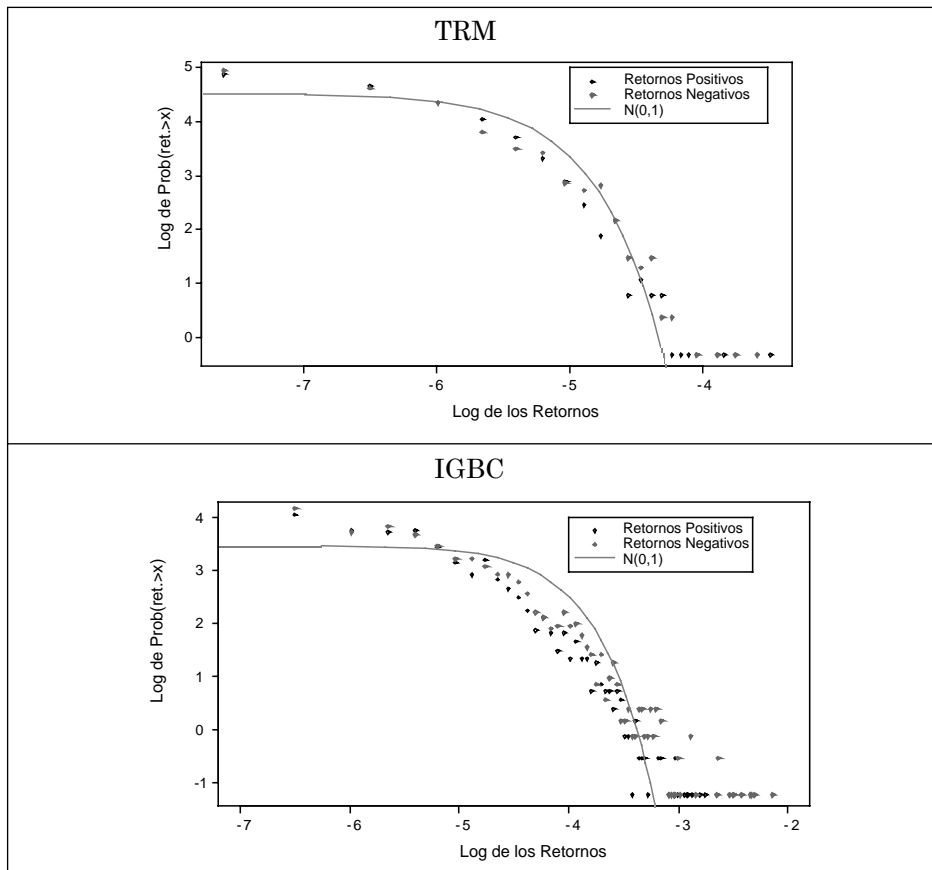 TRM
Retornos Positivos
Retornos Negativos
N(0,1)
Log de Prob(ret.>x)
5
4
3
2
1
0
-7
-6
-5
-4
Log de los Retornos
IGBC
Retornos Positivos
Retornos Negativos
N(0,1)
Log de Prob(ret.>x)
4
3
2
1
0
-1
-7
-6
-5
-4
-3
-2
Log de los Retornos